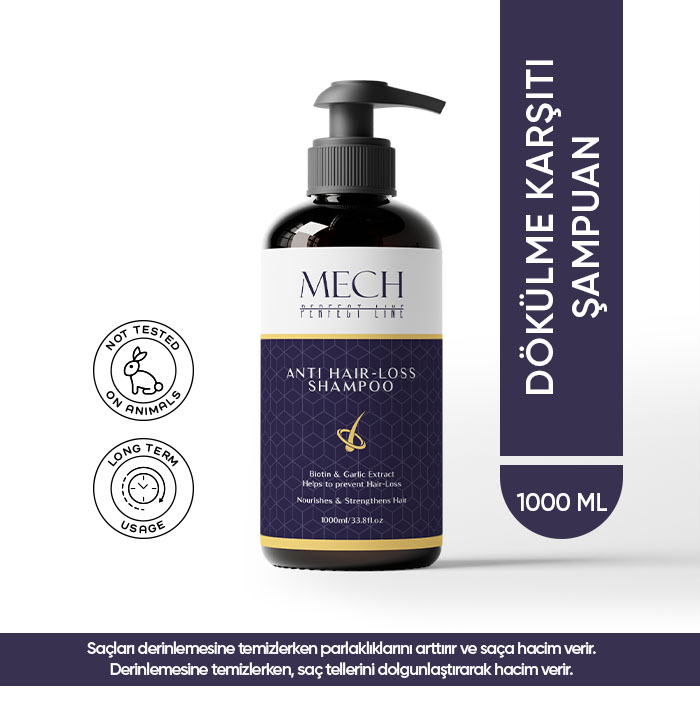 MECH
PERFECT LINE
ANTI HAIR-LOSS
SHAMPOO
Biotin & Garlic Extract
Helps to prevent Hair-Loss
Nourishes & Strengthens Hair
1000ml/33.8fl.oz
NOT TESTED
ON ANIMALS
LONG TERM
USAGE
DÖKÜLME KARŞITI
ŞAMPUAN
1000 ML
Saçları derinlemesine temizlerken parlaklıklarını arttırır ve saça hacim verir.
Derinlemesine temizlerken, saç tellerini dolgunlaştırarak hacim verir.